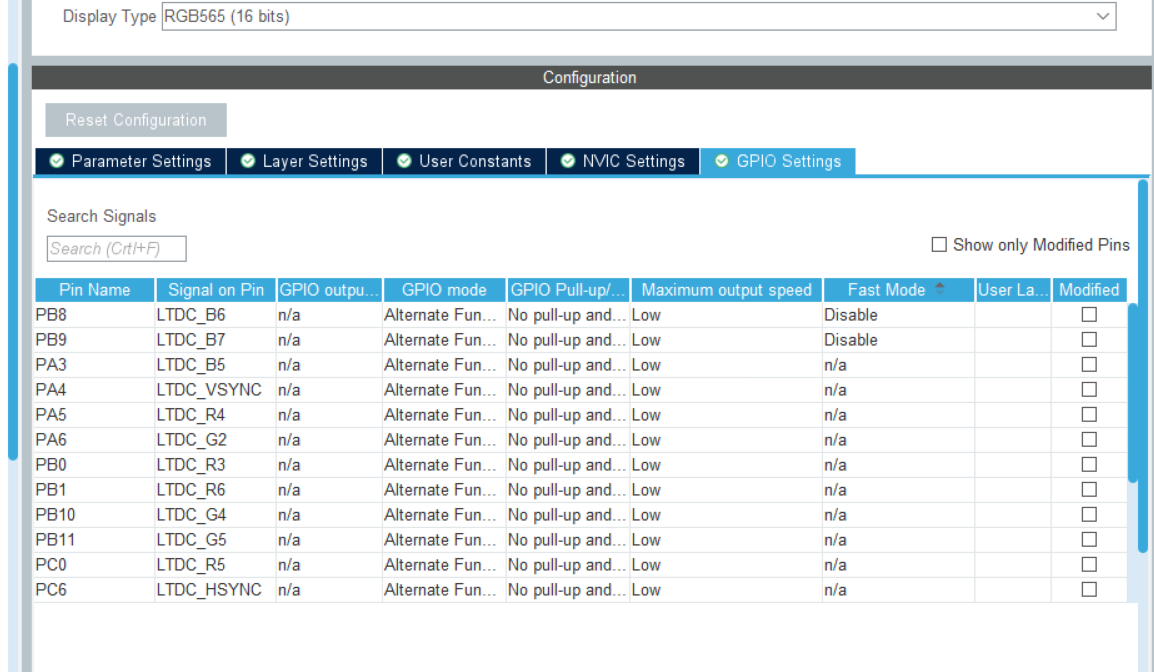 Display Type RGB565 (16 bits)
Configuration
Reset Configuration
Parameter Settings Layer Settings User Constants NVIC Settings GPIO Settings
Search Signals
Search (Crtl+F)
Show only Modified Pins
Pin Name Signal on Pin GPIO outpu... GPIO mode GPIO Pull-up/... Maximum output speed Fast Mode User La... Modified
PB8 LTDC_B6 n/a Alternate Fun... No pull-up and... Low Disable
PB9 LTDC_B7 n/a Alternate Fun... No pull-up and... Low Disable
PA3 LTDC_B5 n/a Alternate Fun... No pull-up and... Low n/a
PA4 LTDC_VSYNC n/a Alternate Fun... No pull-up and... Low n/a
PA5 LTDC_R4 n/a Alternate Fun... No pull-up and... Low n/a
PA6 LTDC_G2 n/a Alternate Fun... No pull-up and... Low n/a
PB0 LTDC_R3 n/a Alternate Fun... No pull-up and... Low n/a
PB1 LTDC_R6 n/a Alternate Fun... No pull-up and... Low n/a
PB10 LTDC_G4 n/a Alternate Fun... No pull-up and... Low n/a
PB11 LTDC_G5 n/a Alternate Fun... No pull-up and... Low n/a
PC0 LTDC_R5 n/a Alternate Fun... No pull-up and... Low n/a
PC6 LTDC_HSYNC n/a Alternate Fun... No pull-up and... Low n/a